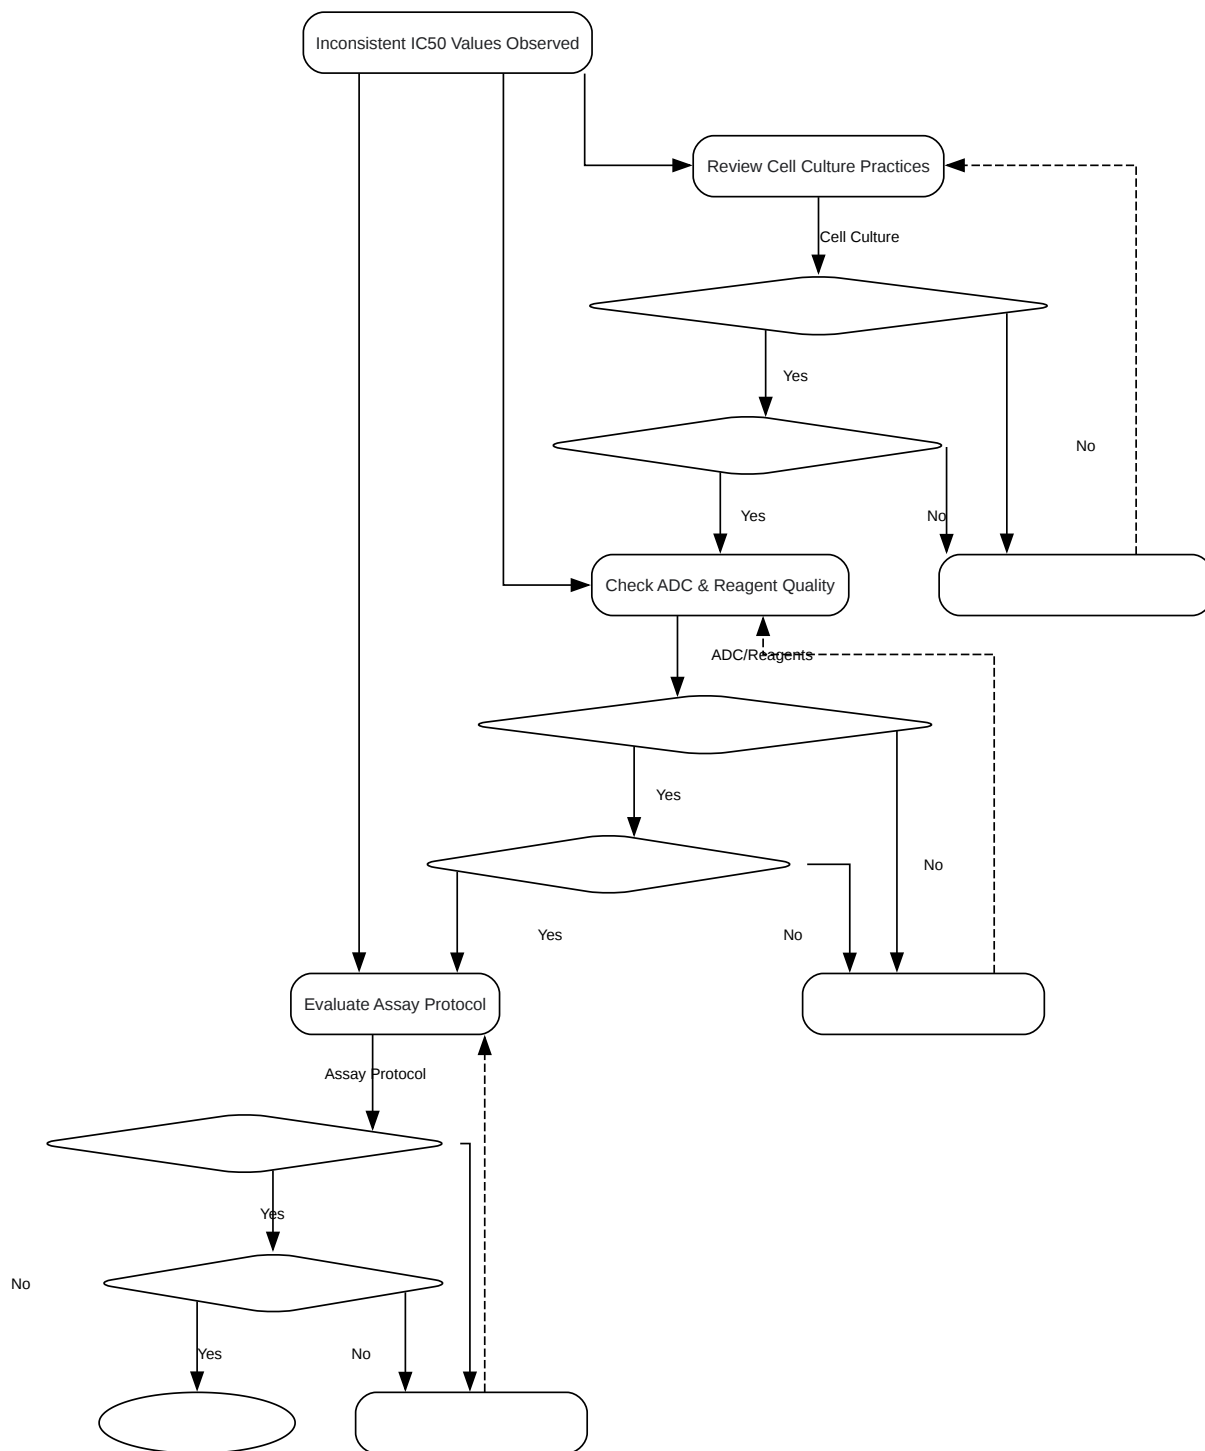 Inconsistent IC50 Values Observed
Review Cell Culture Practices
Cell Culture
Yes
No
Yes
No
Check ADC & Reagent Quality
ADC/Reagents
Yes
No
Yes
No
Evaluate Assay Protocol
Assay Protocol
Yes
No
Yes
No